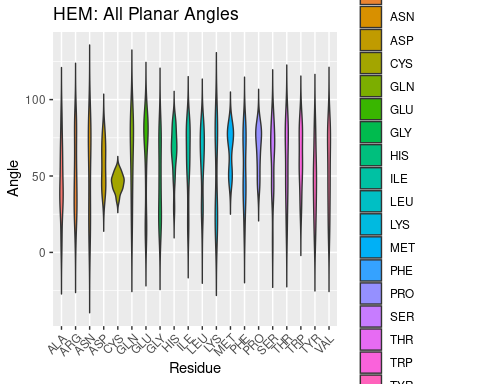 HEM: All Planar Angles
Angle
100
50
0
ALA
ARG
ASN
ASP
CYS
GLN
GLU
GLY
HIS
ILE
LEU
LYS
MET
PHE
PRO
SER
THR
TRP
TYR
VAL
Residue
ASN
ASP
CYS
GLN
GLU
GLY
HIS
ILE
LEU
LYS
MET
PHE
PRO
SER
THR
TRP
TYR